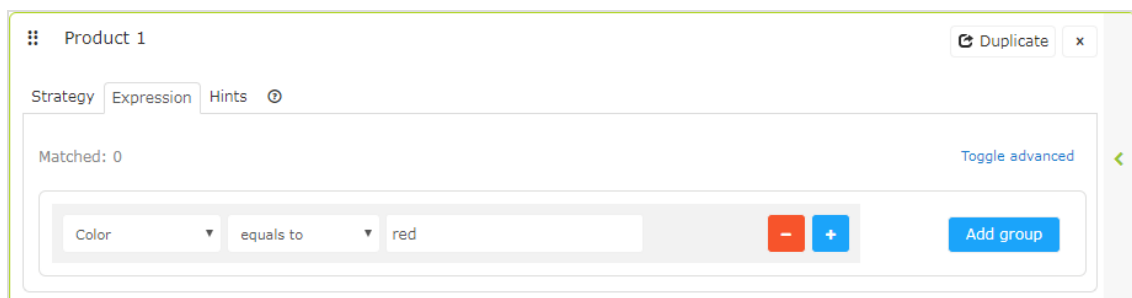 Product 1
Duplicate x
Strategy Expression Hints
Matched: 0
Toggle advanced
Color equals to red - + Add group